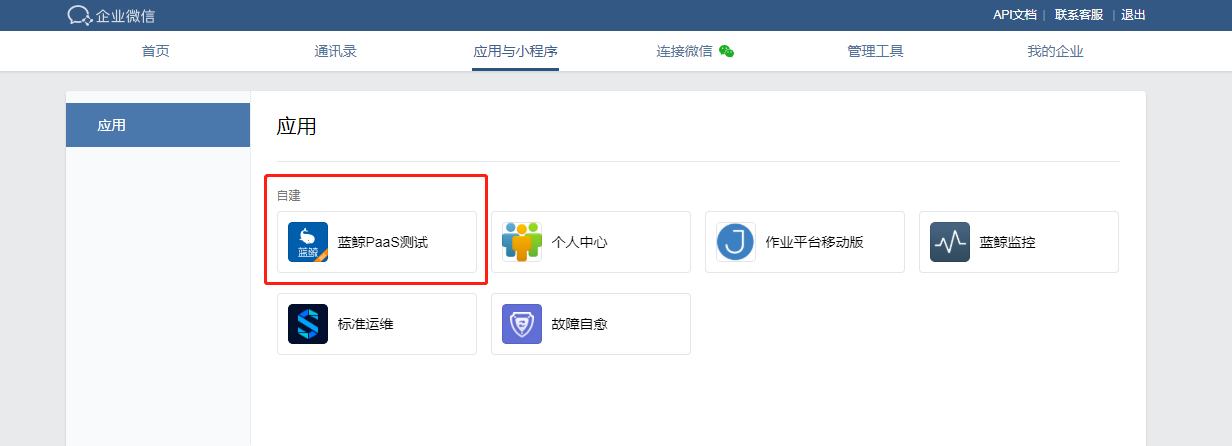 企业微信
API文档 | 联系客服 | 退出
首页 通讯录 应用与小程序 连接微信 管理工具 我的企业
应用
应用
自建
蓝鲸
蓝鲸PaaS测试
个人中心
J
作业平台移动版
蓝鲸监控
标准运维
故障自愈